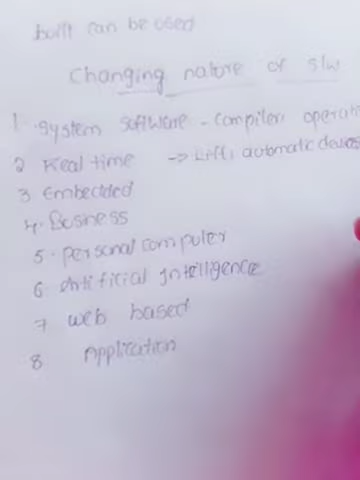 built can be used
Changing nature of s/w
1 System Software - Compiler, operati
2 Real time -> Lift, automatic devices
3 Embedded
4. Business
5. personal computer
6 Artificial Intelligence
7 web based
8 Application